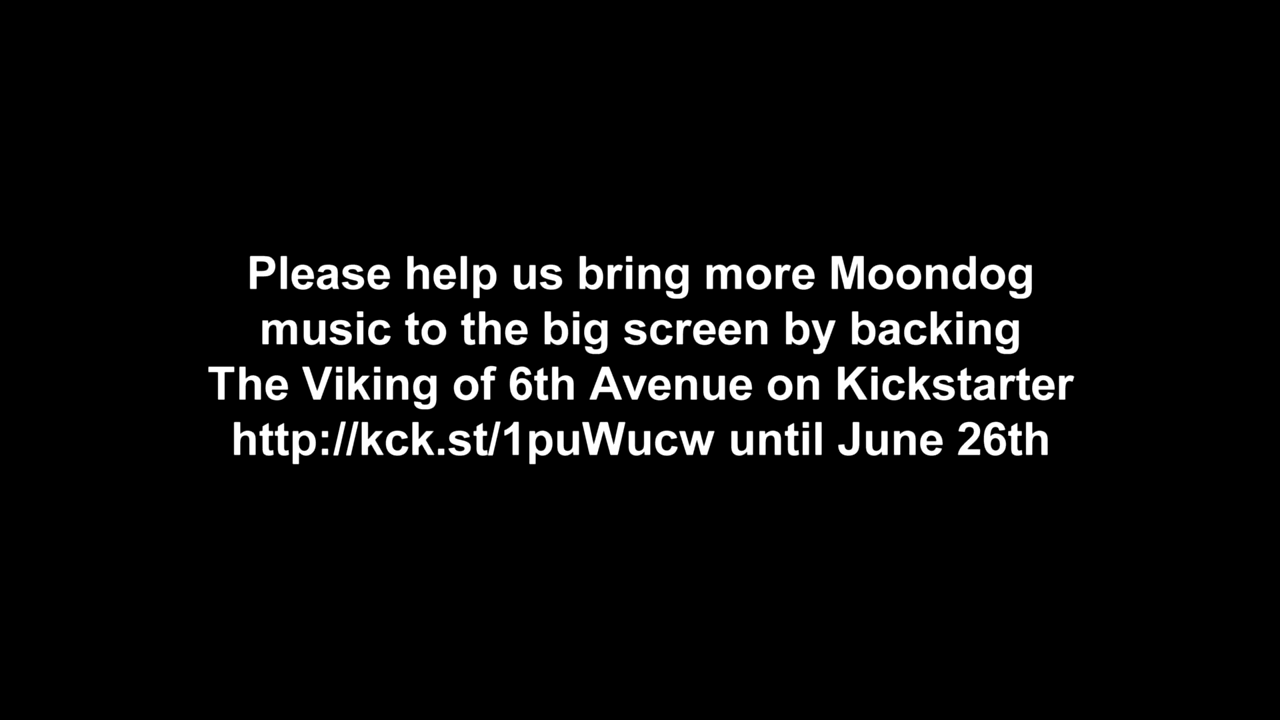 Please help us bring more Moondog
music to the big screen by backing
The Viking of 6th Avenue on Kickstarter
http://kck.st/1puWucw until June 26th